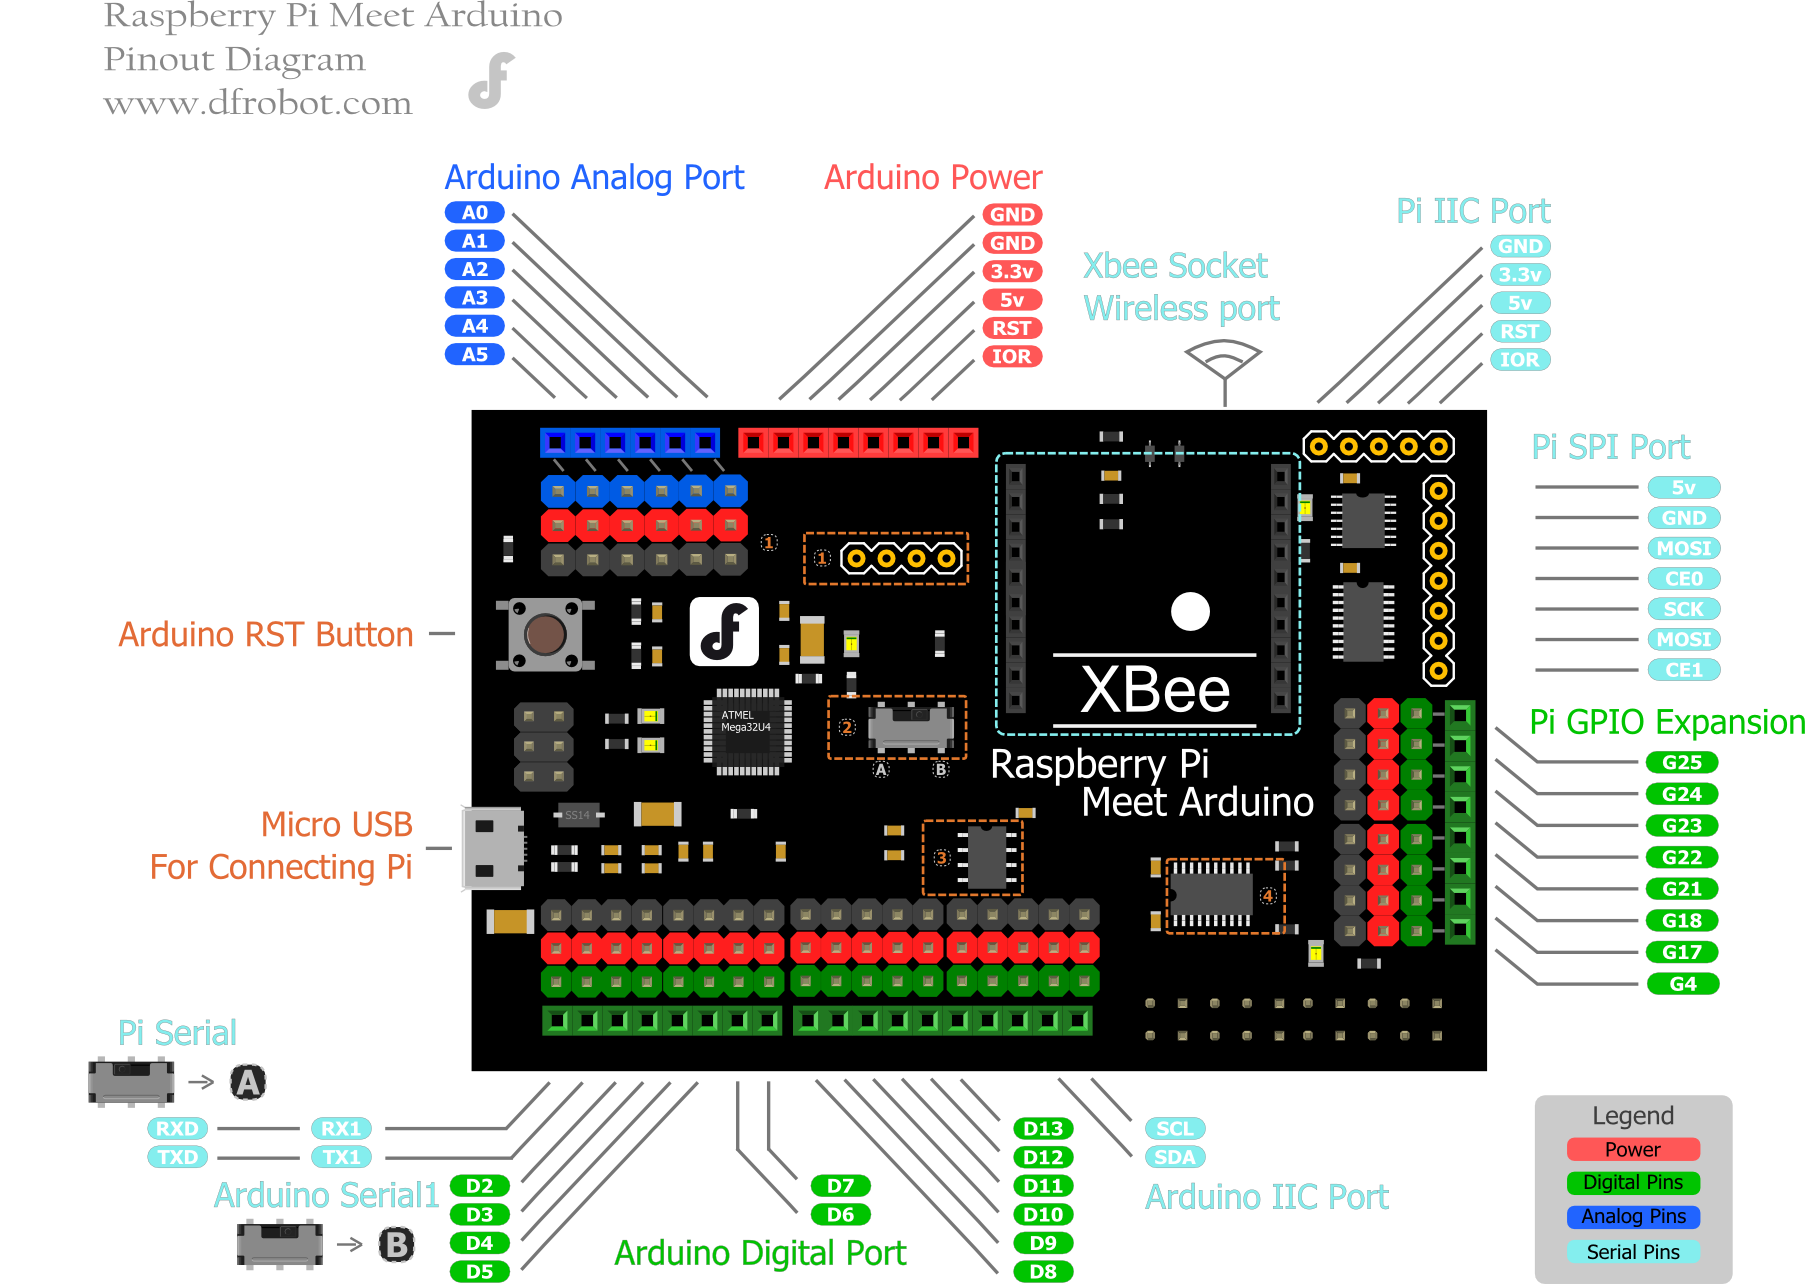 Raspberry Pi Meet Arduino
Pinout Diagram
www.dfrobot.com
Arduino Analog Port
A0
A1
A2
A3
A4
A5
Arduino Power
GND
GND
3.3v
5v
RST
IOR
Xbee Socket
Wireless port
Pi IIC Port
GND
3.3v
5v
RST
IOR
Pi SPI Port
5v
GND
MOSI
CE0
SCK
MOSI
CE1
1
1
Arduino RST Button
ATMEL
Mega32U4
2
A
B
XBee
Raspberry Pi
Meet Arduino
Pi GPIO Expansion
G25
G24
G23
G22
G21
G18
G17
G4
Micro USB
For Connecting Pi
SS14
3
4
Pi Serial
A
RXD
RX1
TXD
TX1
Arduino Serial1
B
D2
D3
D4
D5
D7
D6
Arduino Digital Port
D13
D12
D11
D10
D9
D8
SCL
SDA
Arduino IIC Port
Legend
Power
Digital Pins
Analog Pins
Serial Pins